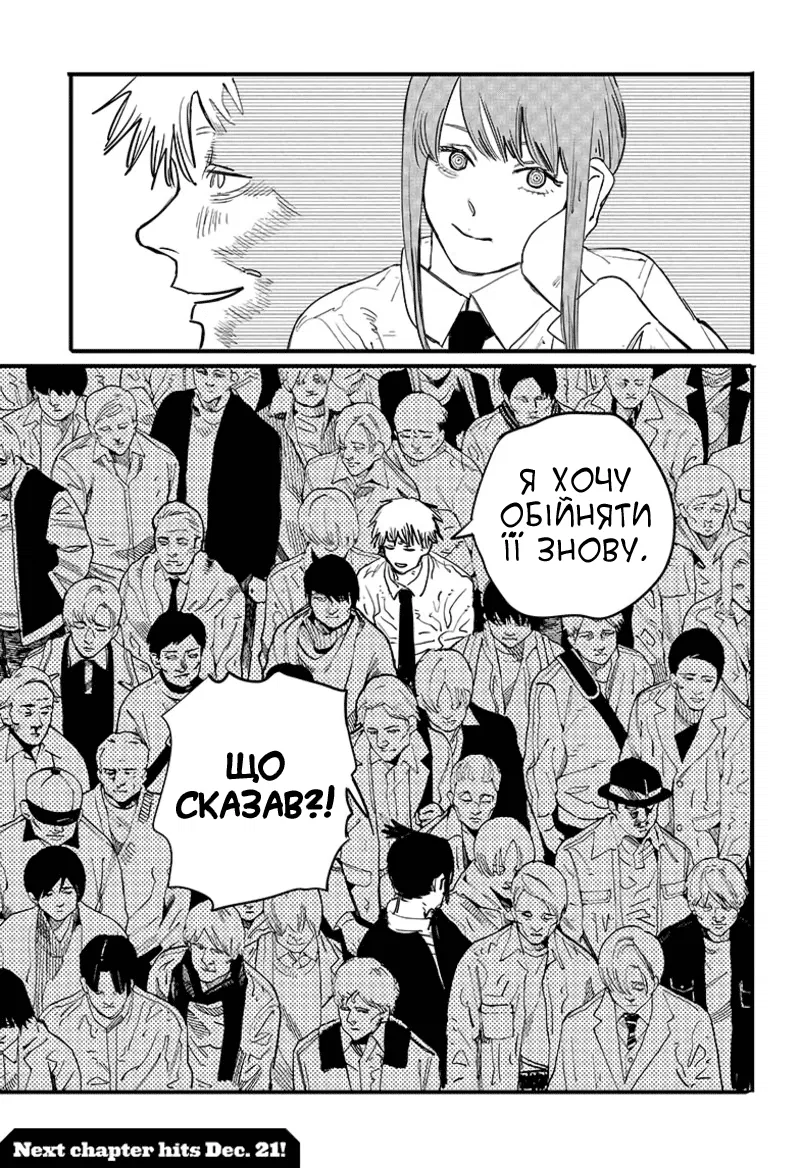 Я ХОЧУ
ОБІЙНЯТИ
ЇЇ ЗНОВУ.
ЩО
СКАЗАВ?!
Next chapter hits Dec. 21!